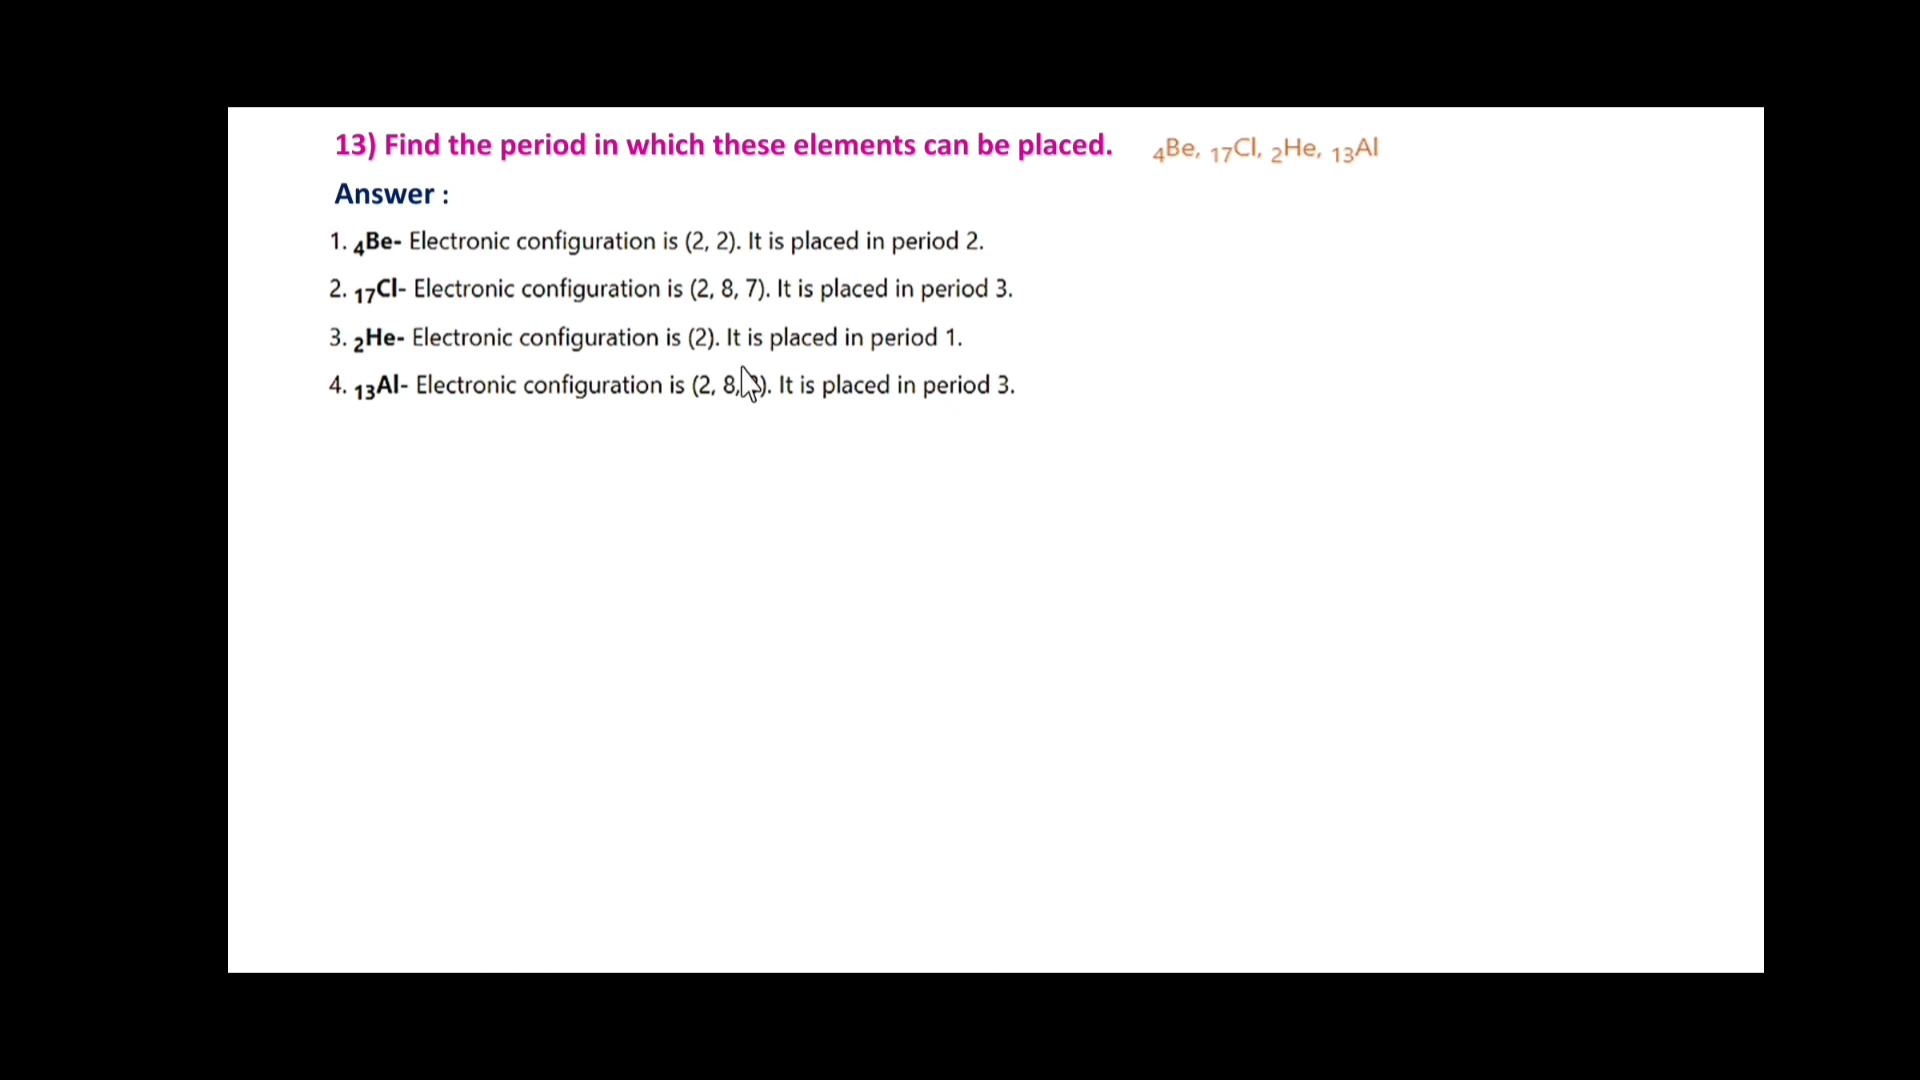 13) Find the period in which these elements can be placed. ₄Be, ₁₇Cl, ₂He, ₁₃Al
Answer :
1. ₄Be- Electronic configuration is (2, 2). It is placed in period 2.
2. ₁₇Cl- Electronic configuration is (2, 8, 7). It is placed in period 3.
3. ₂He- Electronic configuration is (2). It is placed in period 1.
4. ₁₃Al- Electronic configuration is (2, 8, 3). It is placed in period 3.